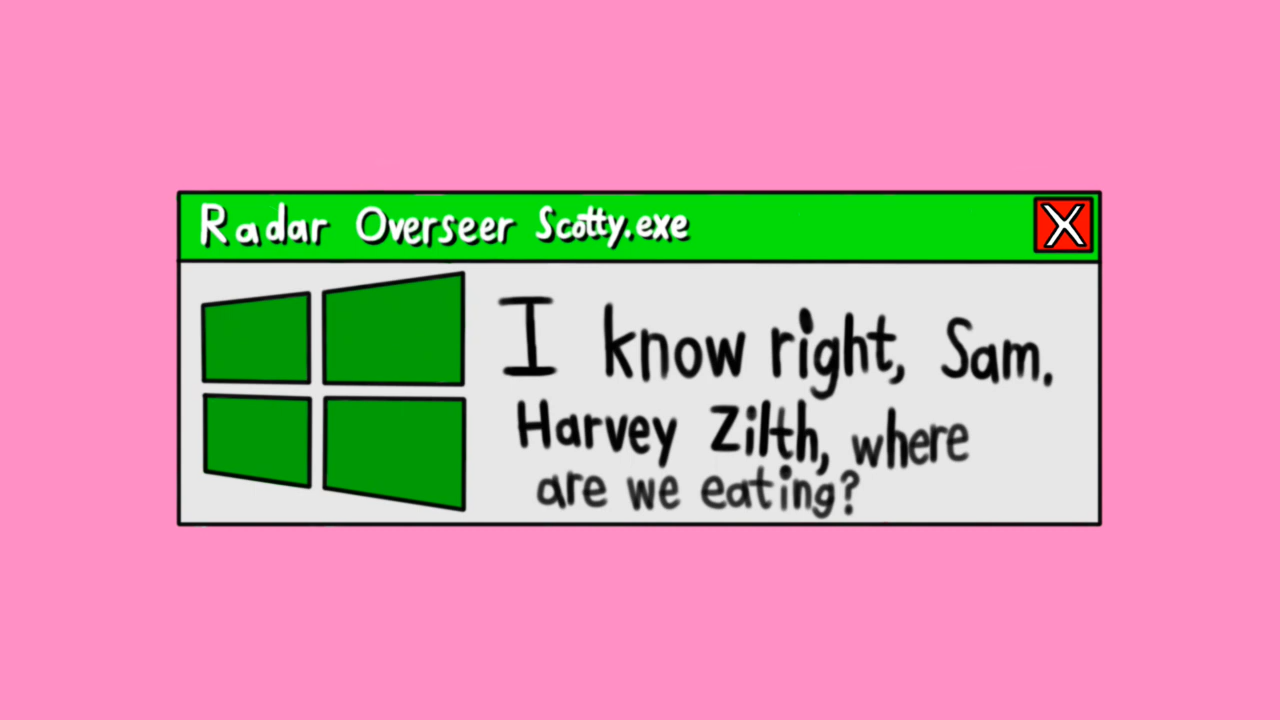 Radar Overseer Scotty.exe
X
I know right, Sam.
Harvey Zilth, where
are we eating?